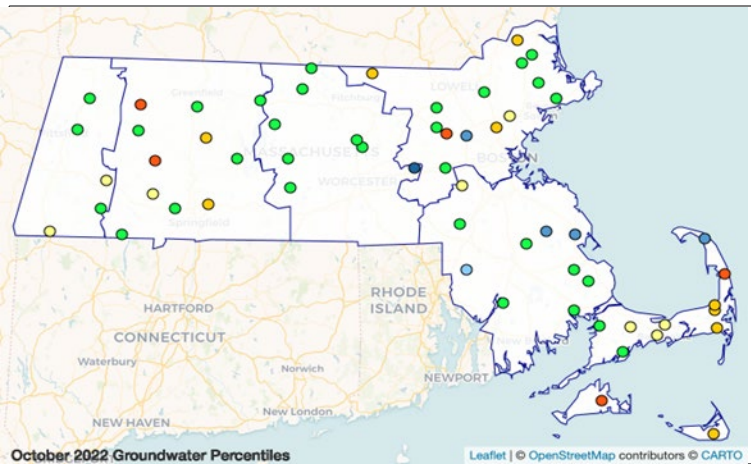 Greenfield
Fitchburg
LOWELL
Pittsfield
MASSACHUSETTS
BOSTON
WORCESTER
Springfield
HARTFORD
RHODE
ISLAND
CONNECTICUT
Waterbury
Norwich
NEWPORT
New London
NEW HAVEN
October 2022 Groundwater Percentiles
Leaflet | © OpenStreetMap contributors © CARTO